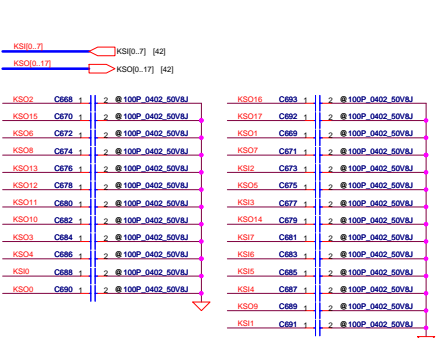 KSI[0..7] KSI[0..7] [42]
KSO[0..17] KSO[0..17] [42]
KSO2 C668 1 2 @100P_0402_50V8J
KSO15 C670 1 2 @100P_0402_50V8J
KSO6 C672 1 2 @100P_0402_50V8J
KSO8 C674 1 2 @100P_0402_50V8J
KSO13 C676 1 2 @100P_0402_50V8J
KSO12 C678 1 2 @100P_0402_50V8J
KSO11 C680 1 2 @100P_0402_50V8J
KSO10 C682 1 2 @100P_0402_50V8J
KSO3 C684 1 2 @100P_0402_50V8J
KSO4 C686 1 2 @100P_0402_50V8J
KSI0 C688 1 2 @100P_0402_50V8J
KSO0 C690 1 2 @100P_0402_50V8J
KSO16 C693 1 2 @100P_0402_50V8J
KSO17 C692 1 2 @100P_0402_50V8J
KSO1 C669 1 2 @100P_0402_50V8J
KSO7 C671 1 2 @100P_0402_50V8J
KSI2 C673 1 2 @100P_0402_50V8J
KSO5 C675 1 2 @100P_0402_50V8J
KSI3 C677 1 2 @100P_0402_50V8J
KSO14 C679 1 2 @100P_0402_50V8J
KSI7 C681 1 2 @100P_0402_50V8J
KSI6 C683 1 2 @100P_0402_50V8J
KSI5 C685 1 2 @100P_0402_50V8J
KSI4 C687 1 2 @100P_0402_50V8J
KSO9 C689 1 2 @100P_0402_50V8J
KSI1 C691 1 2 @100P_0402_50V8J